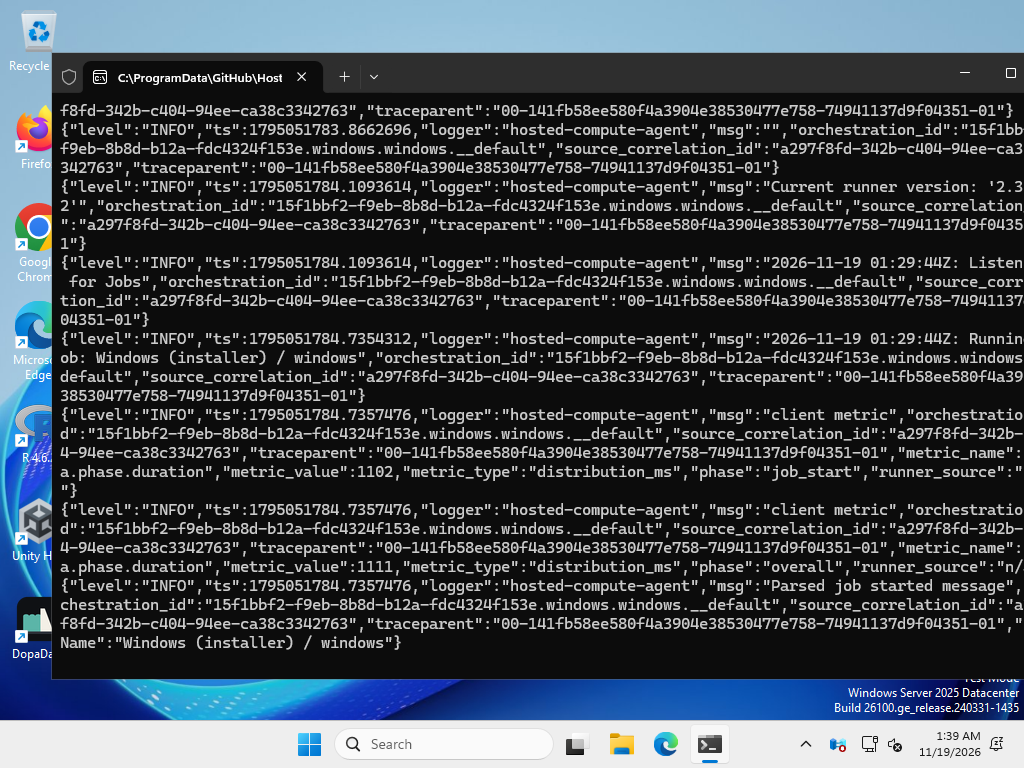 Recycle
Firefo
Googl
Chrom
Micros
Edge
R 4.6.
Unity H
DopaDa
C:\ProgramData\GitHub\Host
f8fd-342b-c404-94ee-ca38c3342763","traceparent":"00-141fb58ee580f4a3904e38530477e758-74941137d9f04351-01"}
{"level":"INFO","ts":1795051783.8662696,"logger":"hosted-compute-agent","msg":"","orchestration_id":"15f1bb
f9eb-8b8d-b12a-fdc4324f153e.windows.windows.__default","source_correlation_id":"a297f8fd-342b-c404-94ee-ca3
342763","traceparent":"00-141fb58ee580f4a3904e38530477e758-74941137d9f04351-01"}
{"level":"INFO","ts":1795051784.1093614,"logger":"hosted-compute-agent","msg":"Current runner version: '2.3
2'","orchestration_id":"15f1bbf2-f9eb-8b8d-b12a-fdc4324f153e.windows.windows.__default","source_correlation
":"a297f8fd-342b-c404-94ee-ca38c3342763","traceparent":"00-141fb58ee580f4a3904e38530477e758-74941137d9f0435
1"}
{"level":"INFO","ts":1795051784.1093614,"logger":"hosted-compute-agent","msg":"2026-11-19 01:29:44Z: Listen
for Jobs","orchestration_id":"15f1bbf2-f9eb-8b8d-b12a-fdc4324f153e.windows.windows.__default","source_corr
tion_id":"a297f8fd-342b-c404-94ee-ca38c3342763","traceparent":"00-141fb58ee580f4a3904e38530477e758-74941137
04351-01"}
{"level":"INFO","ts":1795051784.7354312,"logger":"hosted-compute-agent","msg":"2026-11-19 01:29:44Z: Runnin
ob: Windows (installer) / windows","orchestration_id":"15f1bbf2-f9eb-8b8d-b12a-fdc4324f153e.windows.windows
default","source_correlation_id":"a297f8fd-342b-c404-94ee-ca38c3342763","traceparent":"00-141fb58ee580f4a39
38530477e758-74941137d9f04351-01"}
{"level":"INFO","ts":1795051784.7357476,"logger":"hosted-compute-agent","msg":"client metric","orchestratio
d":"15f1bbf2-f9eb-8b8d-b12a-fdc4324f153e.windows.windows.__default","source_correlation_id":"a297f8fd-342b-
4-94ee-ca38c3342763","traceparent":"00-141fb58ee580f4a3904e38530477e758-74941137d9f04351-01","metric_name":
a.phase.duration","metric_value":1102,"metric_type":"distribution_ms","phase":"job_start","runner_source":"
"}
{"level":"INFO","ts":1795051784.7357476,"logger":"hosted-compute-agent","msg":"client metric","orchestratio
d":"15f1bbf2-f9eb-8b8d-b12a-fdc4324f153e.windows.windows.__default","source_correlation_id":"a297f8fd-342b-
4-94ee-ca38c3342763","traceparent":"00-141fb58ee580f4a3904e38530477e758-74941137d9f04351-01","metric_name":
a.phase.duration","metric_value":1111,"metric_type":"distribution_ms","phase":"overall","runner_source":"n/
{"level":"INFO","ts":1795051784.7357476,"logger":"hosted-compute-agent","msg":"Parsed job started message",
chestration_id":"15f1bbf2-f9eb-8b8d-b12a-fdc4324f153e.windows.windows.__default","source_correlation_id":"a
f8fd-342b-c404-94ee-ca38c3342763","traceparent":"00-141fb58ee580f4a3904e38530477e758-74941137d9f04351-01","
Name":"Windows (installer) / windows"}
Test Mode
Windows Server 2025 Datacenter
Build 26100.ge_release.240331-1435
Search
1:39 AM
11/19/2026